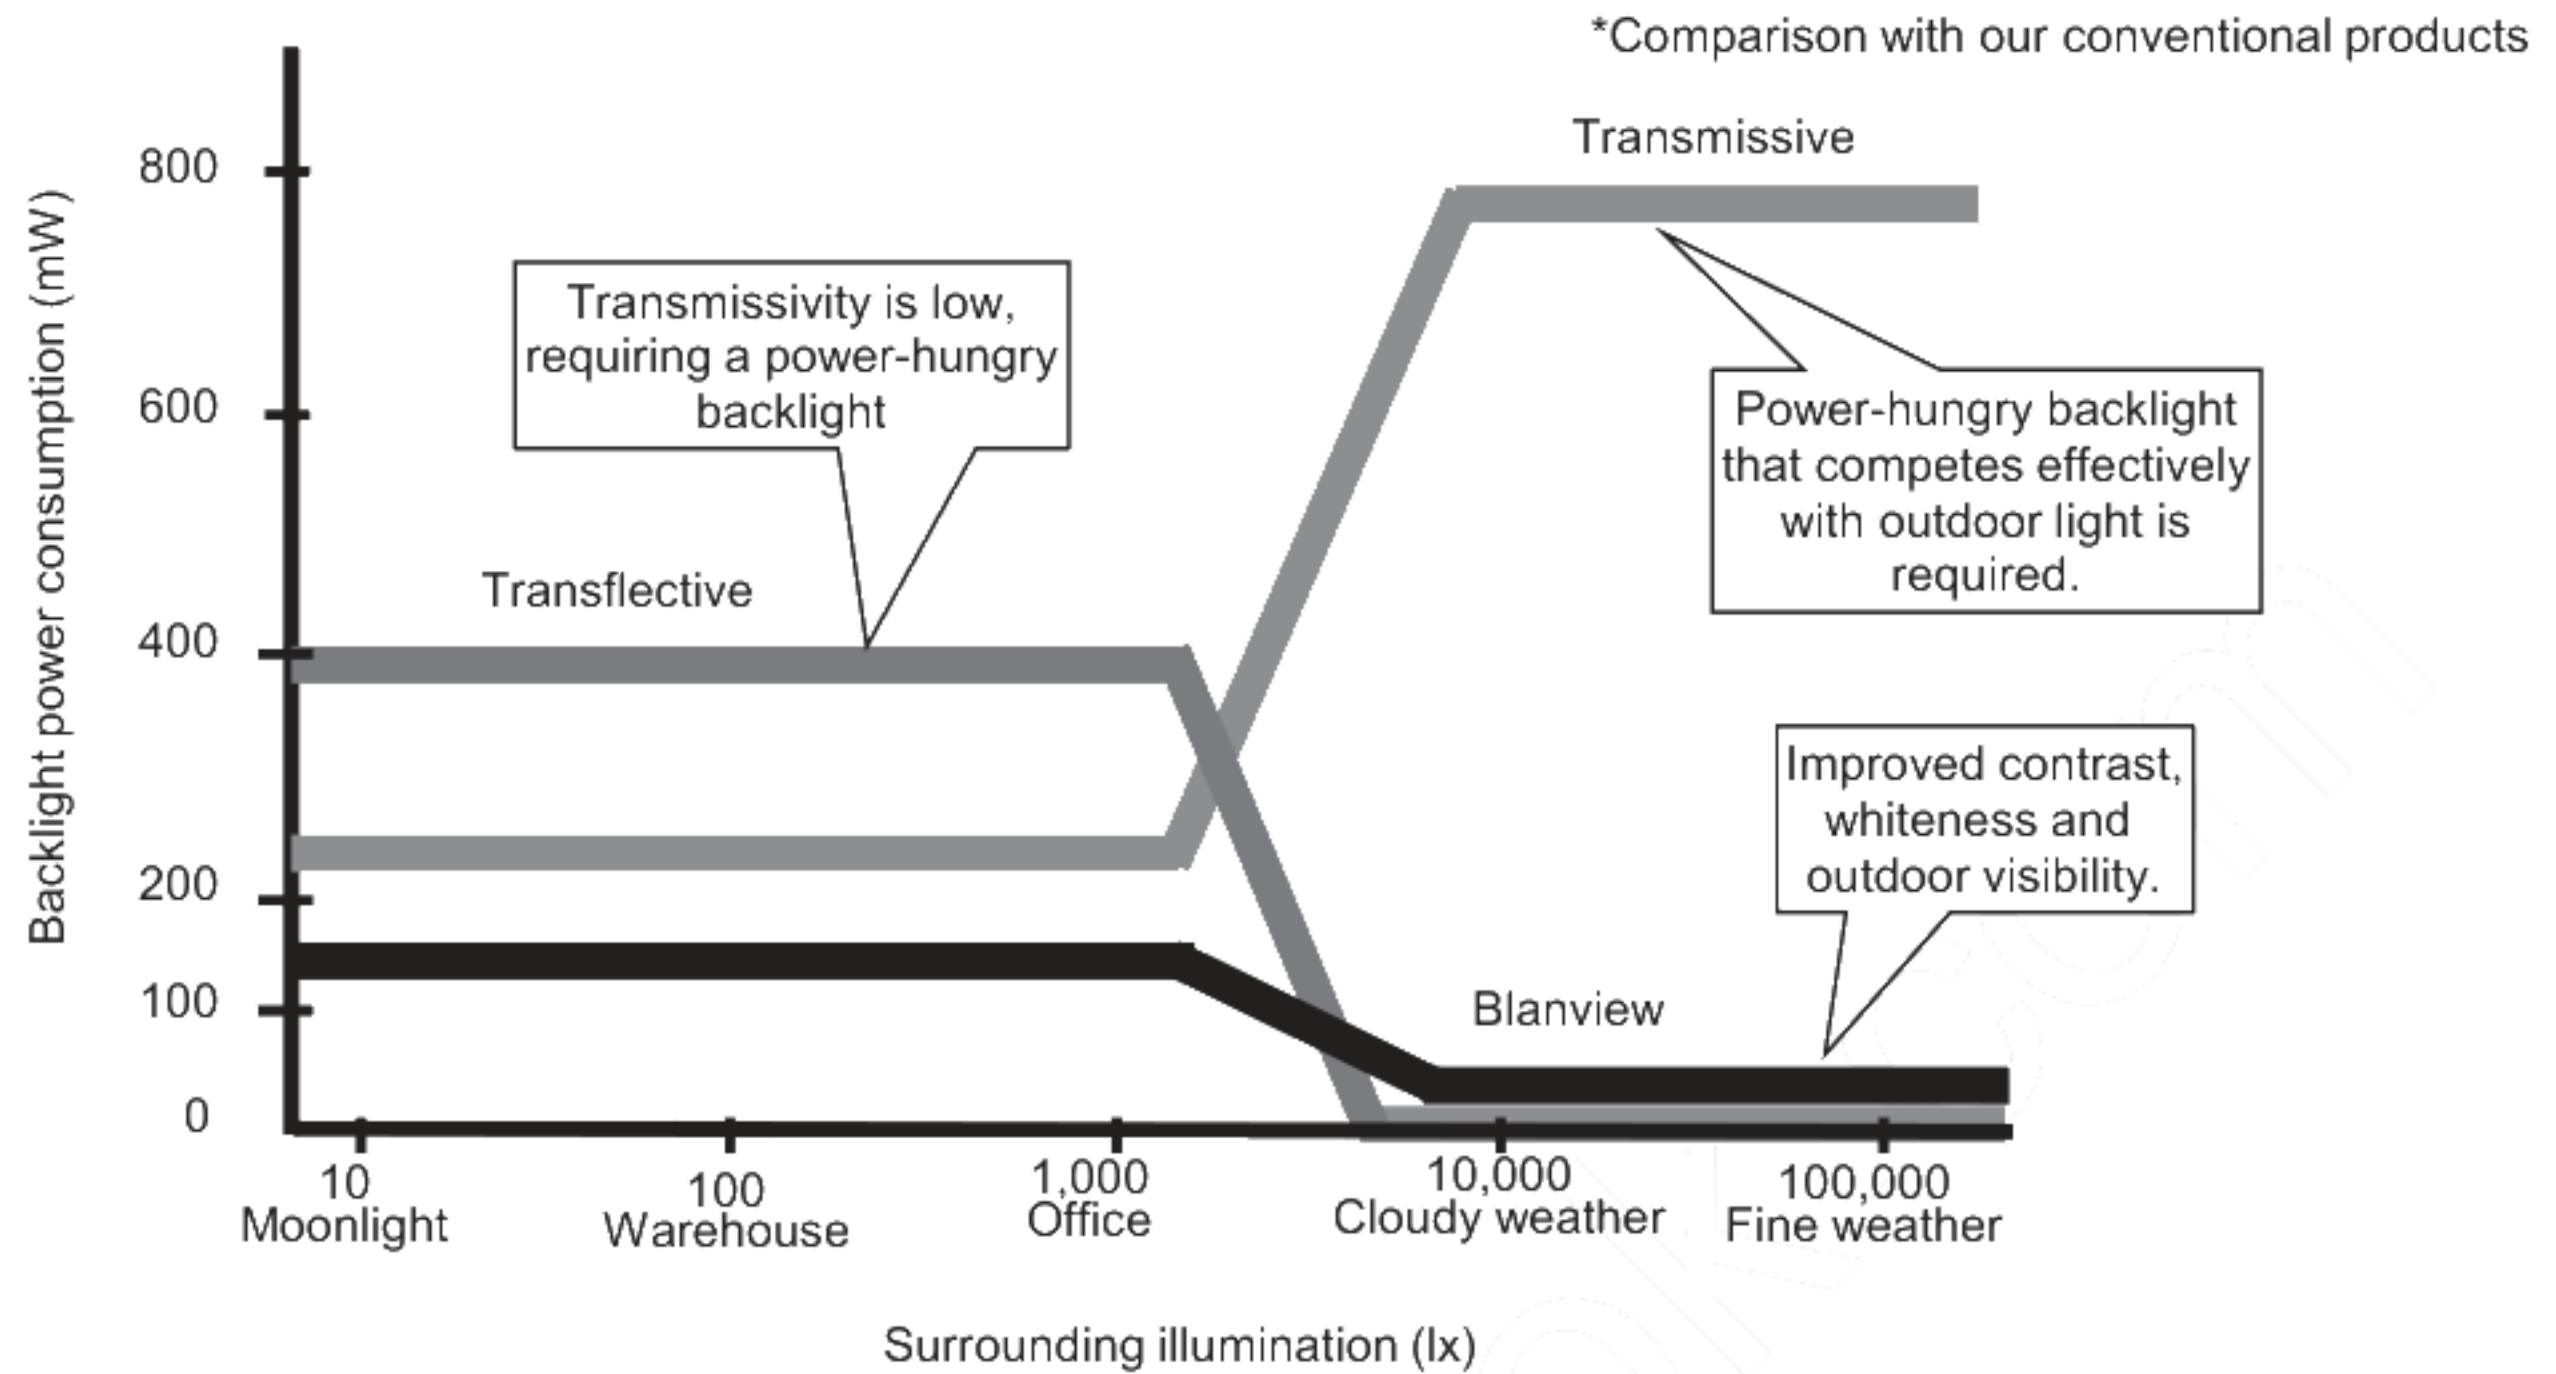 *Comparison with our conventional products
Transmissive
800
600
400
200
100
0
Backlight power consumption (mW)
Transmissivity is low,
requiring a power-hungry
backlight
Transflective
Power-hungry backlight
that competes effectively
with outdoor light is
required.
Improved contrast,
whiteness and
outdoor visibility.
Blanview
10
Moonlight
100
Warehouse
1,000
Office
10,000
Cloudy weather
100,000
Fine weather
Surrounding illumination (lx)